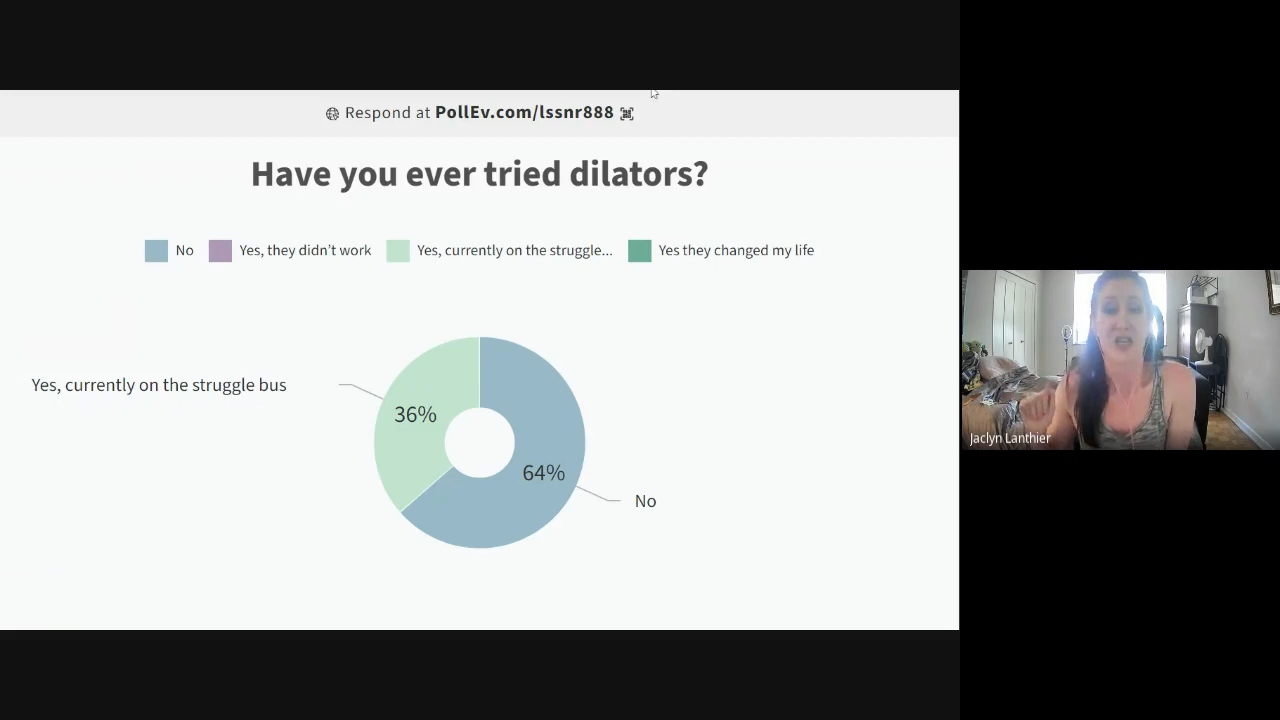 Respond at PollEv.com/lssnr888
Have you ever tried dilators?
No
Yes, they didn’t work
Yes, currently on the struggle...
Yes they changed my life
Yes, currently on the struggle bus
36%
64%
No
Jaclyn Lanthier